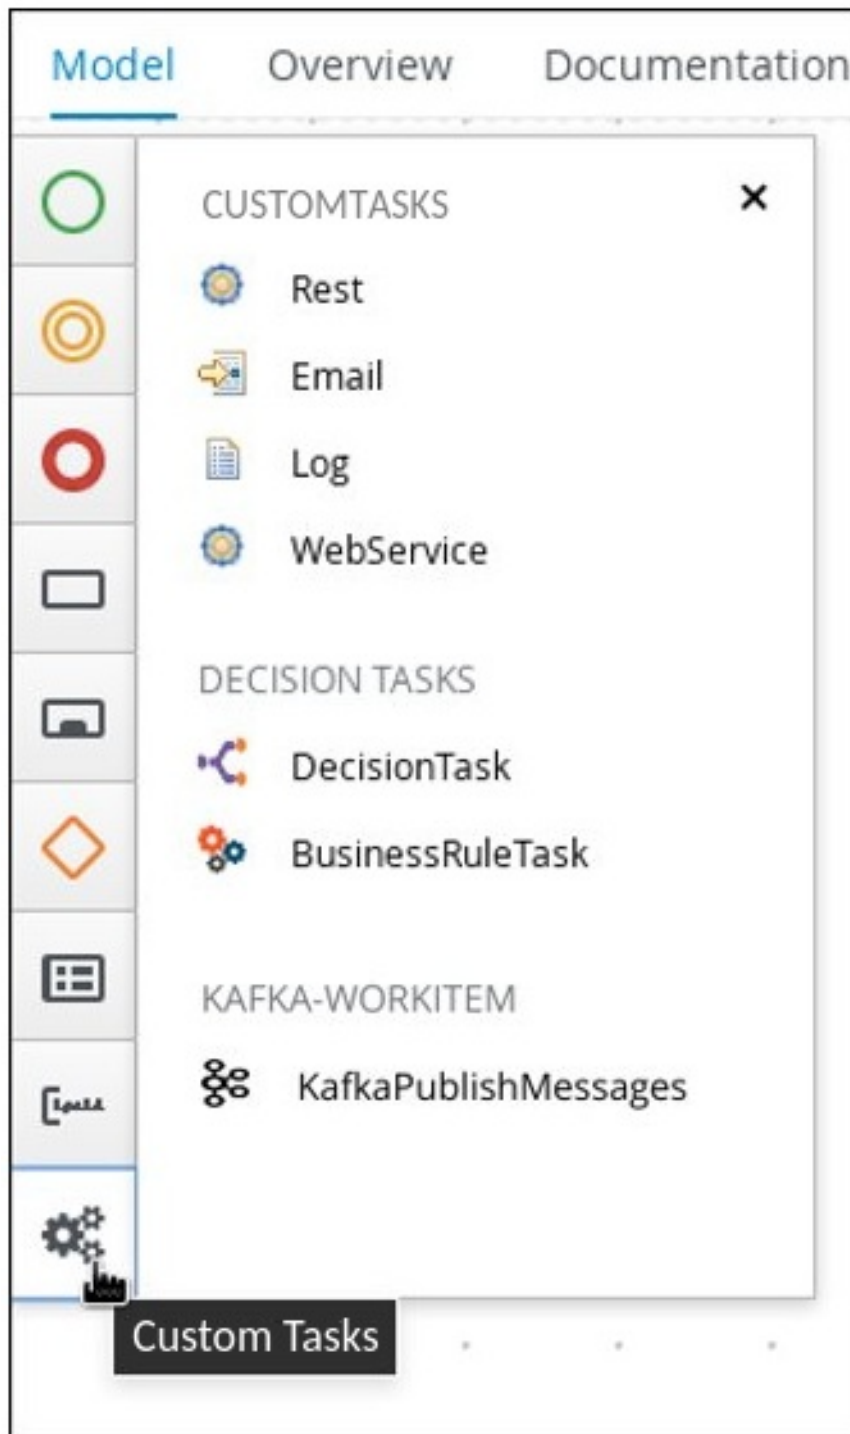 Model Overview Documentation
CUSTOMTASKS
Rest
Email
Log
WebService
DECISION TASKS
DecisionTask
BusinessRuleTask
KAFKA-WORKITEM
KafkaPublishMessages
Custom Tasks